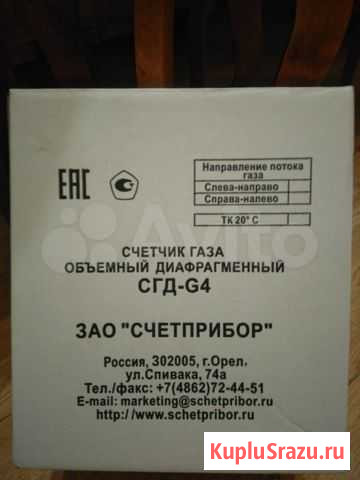 EAC
Направление потока
газа
Слева-направо
Справа-налево
ТК 20° С
Avito
СЧЕТЧИК ГАЗА
ОБЪЕМНЫЙ ДИАФРАГМЕННЫЙ
СГД-G4
ЗАО "СЧЕТПРИБОР"
Россия, 302005, г.Орел,
ул.Спивака, 74а
Тел./факс: +7(4862)72-44-51
E-mail: marketing@schetpribor.ru
http://www.schetpribor.ru
KupluSrazu.ru